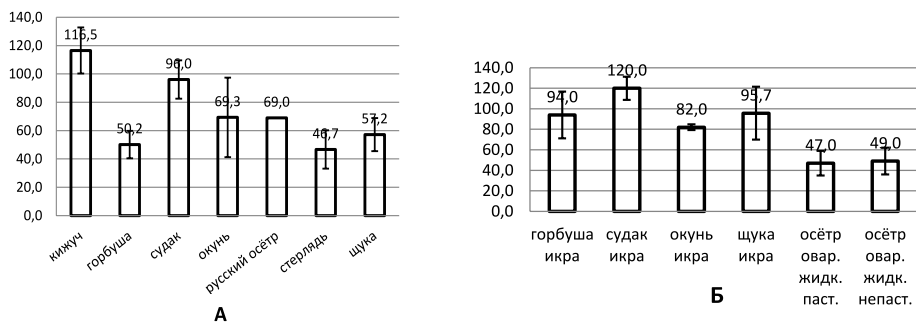 140,0
120,0
100,0
80,0
60,0
40,0
20,0
0,0
116,5
50,2
96,0
69,3
69,0
46,7
57,2
кижуч
горбуша
судак
окунь
русский осётр
стерлядь
щука
А
140,0
120,0
100,0
80,0
60,0
40,0
20,0
0,0
94,0
120,0
82,0
95,7
47,0
49,0
горбуша икра
судак икра
окунь икра
щука икра
осётр овар. жидк. паст.
осётр овар. жидк. непаст.
Б